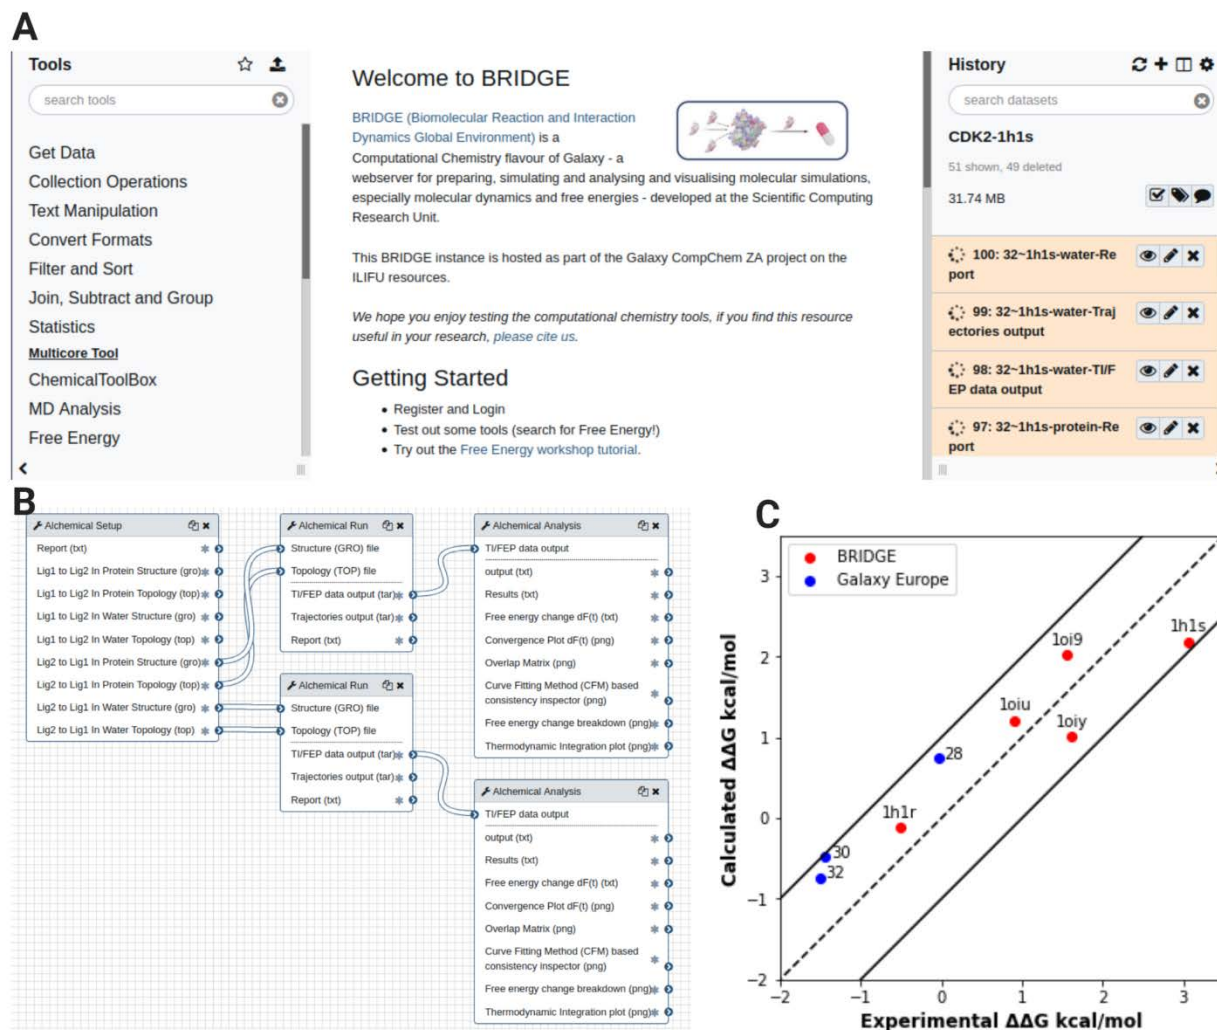 A
Tools
search tools
Get Data
Collection Operations
Text Manipulation
Convert Formats
Filter and Sort
Join, Subtract and Group
Statistics
Multicore Tool
ChemicalToolBox
MD Analysis
Free Energy
Welcome to BRIDGE
BRIDGE (Biomolecular Reaction and Interaction
Dynamics Global Environment) is a
Computational Chemistry flavour of Galaxy - a
webserver for preparing, simulating and analysing and visualising molecular simulations,
especially molecular dynamics and free energies - developed at the Scientific Computing
Research Unit.
This BRIDGE instance is hosted as part of the Galaxy CompChem ZA project on the
ILIFU resources.
We hope you enjoy testing the computational chemistry tools, if you find this resource
useful in your research, please cite us.
Getting Started
• Register and Login
• Test out some tools (search for Free Energy!)
• Try out the Free Energy workshop tutorial.
History
search datasets
CDK2-1h1s
51 shown, 49 deleted
31.74 MB
100: 32~1h1s-water-Re
port
99: 32~1h1s-water-Traj
ectories output
98: 32~1h1s-water-TI/F
EP data output
97: 32~1h1s-protein-Re
port
B
Alchemical Setup
Report (txt)
Lig1 to Lig2 In Protein Structure (gro)
Lig1 to Lig2 In Protein Topology (top)
Lig1 to Lig2 In Water Structure (gro)
Lig1 to Lig2 In Water Topology (top)
Lig2 to Lig1 In Protein Structure (gro)
Lig2 to Lig1 In Protein Topology (top)
Lig2 to Lig1 In Water Structure (gro)
Lig2 to Lig1 In Water Topology (top)
Alchemical Run
Structure (GRO) file
Topology (TOP) file
TI/FEP data output (tar)
Trajectories output (tar)
Report (txt)
Alchemical Run
Structure (GRO) file
Topology (TOP) file
TI/FEP data output (tar)
Trajectories output (tar)
Report (txt)
Alchemical Analysis
TI/FEP data output
output (txt)
Results (txt)
Free energy change dF(t) (txt)
Convergence Plot dF(t) (png)
Overlap Matrix (png)
Curve Fitting Method (CFM) based
consistency inspector (png)
Free energy change breakdown (png)
Thermodynamic Integration plot (png)
Alchemical Analysis
TI/FEP data output
output (txt)
Results (txt)
Free energy change dF(t) (txt)
Convergence Plot dF(t) (png)
Overlap Matrix (png)
Curve Fitting Method (CFM) based
consistency inspector (png)
Free energy change breakdown (png)
Thermodynamic Integration plot (png)
C
BRIDGE
Galaxy Europe
Calculated ΔΔG kcal/mol
3
2
1
0
−1
−2
1h1s
1oi9
1oiu
1oiy
28
1h1r
30
32
−2 −1 0 1 2 3
Experimental ΔΔG kcal/mol